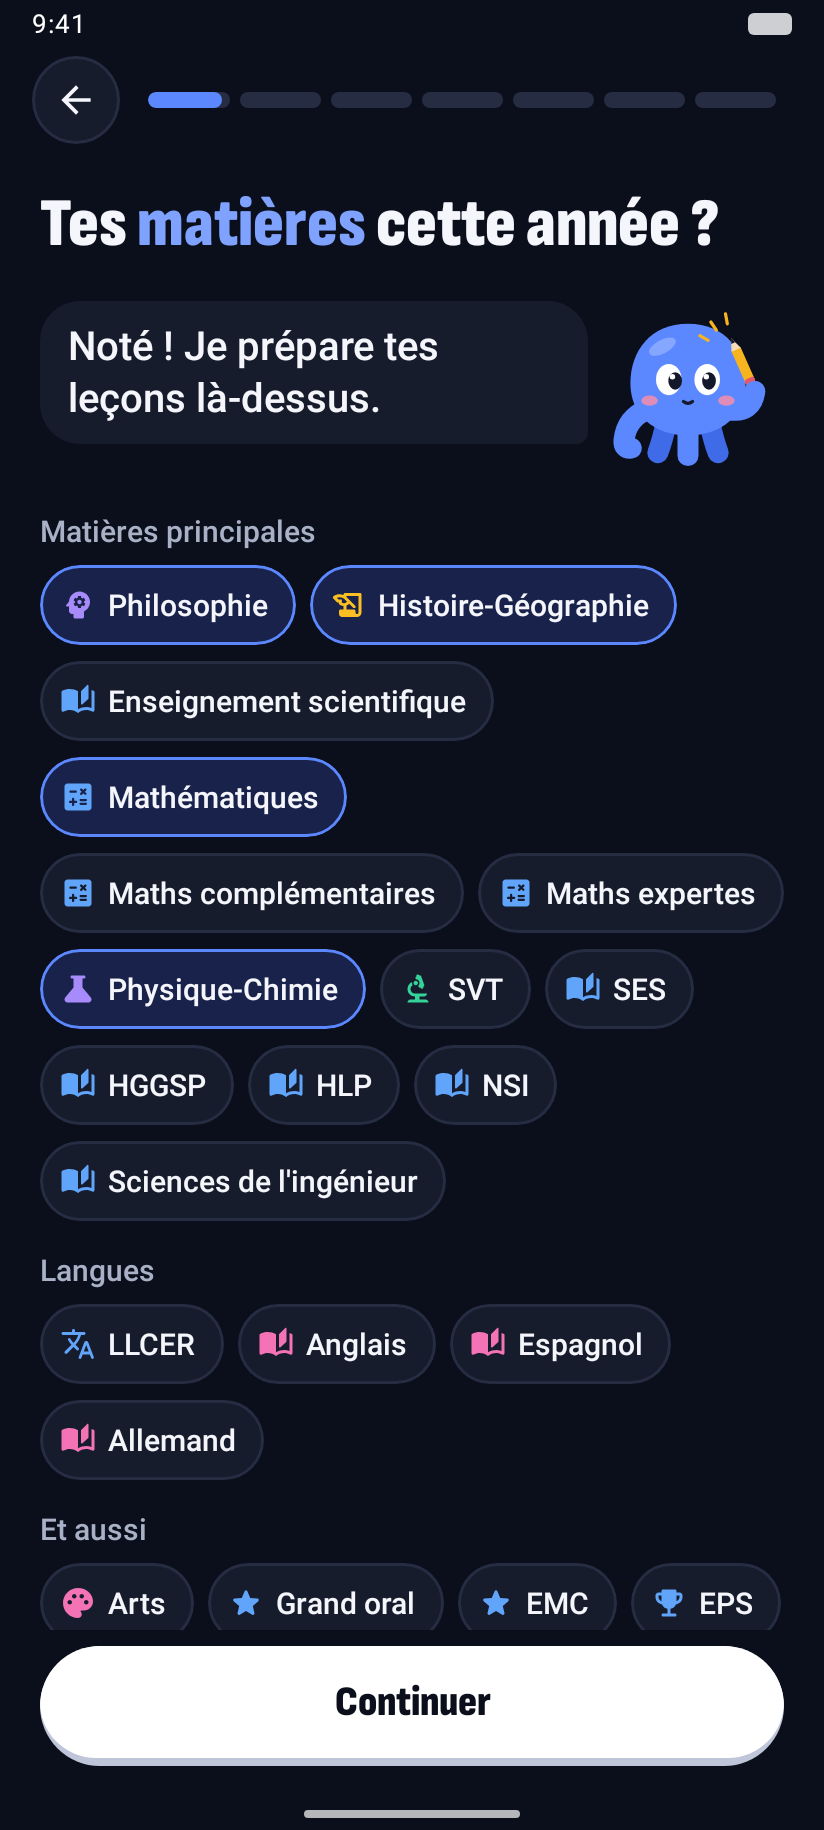 9:41
Tes matières cette année ?
Noté ! Je prépare tes
leçons là-dessus.
Matières principales
Philosophie
Histoire-Géographie
Enseignement scientifique
Mathématiques
Maths complémentaires
Maths expertes
Physique-Chimie
SVT
SES
HGGSP
HLP
NSI
Sciences de l'ingénieur
Langues
LLCER
Anglais
Espagnol
Allemand
Et aussi
Arts
Grand oral
EMC
EPS
Continuer